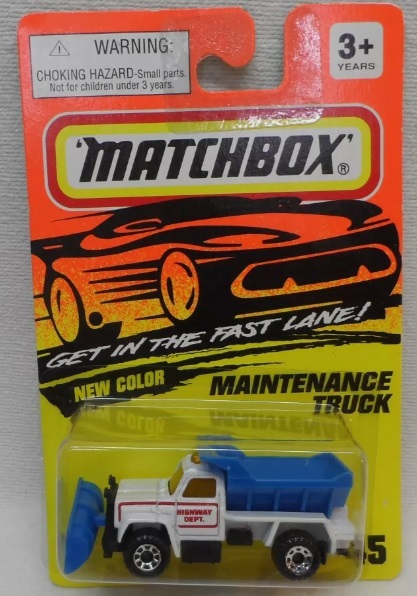 ⚠ WARNING:
CHOKING HAZARD-Small parts.
Not for children under 3 years.
3+
YEARS
'MATCHBOX'®
GET IN THE FAST LANE!
NEW COLOR
MAINTENANCE
TRUCK
HIGHWAY
DEPT.